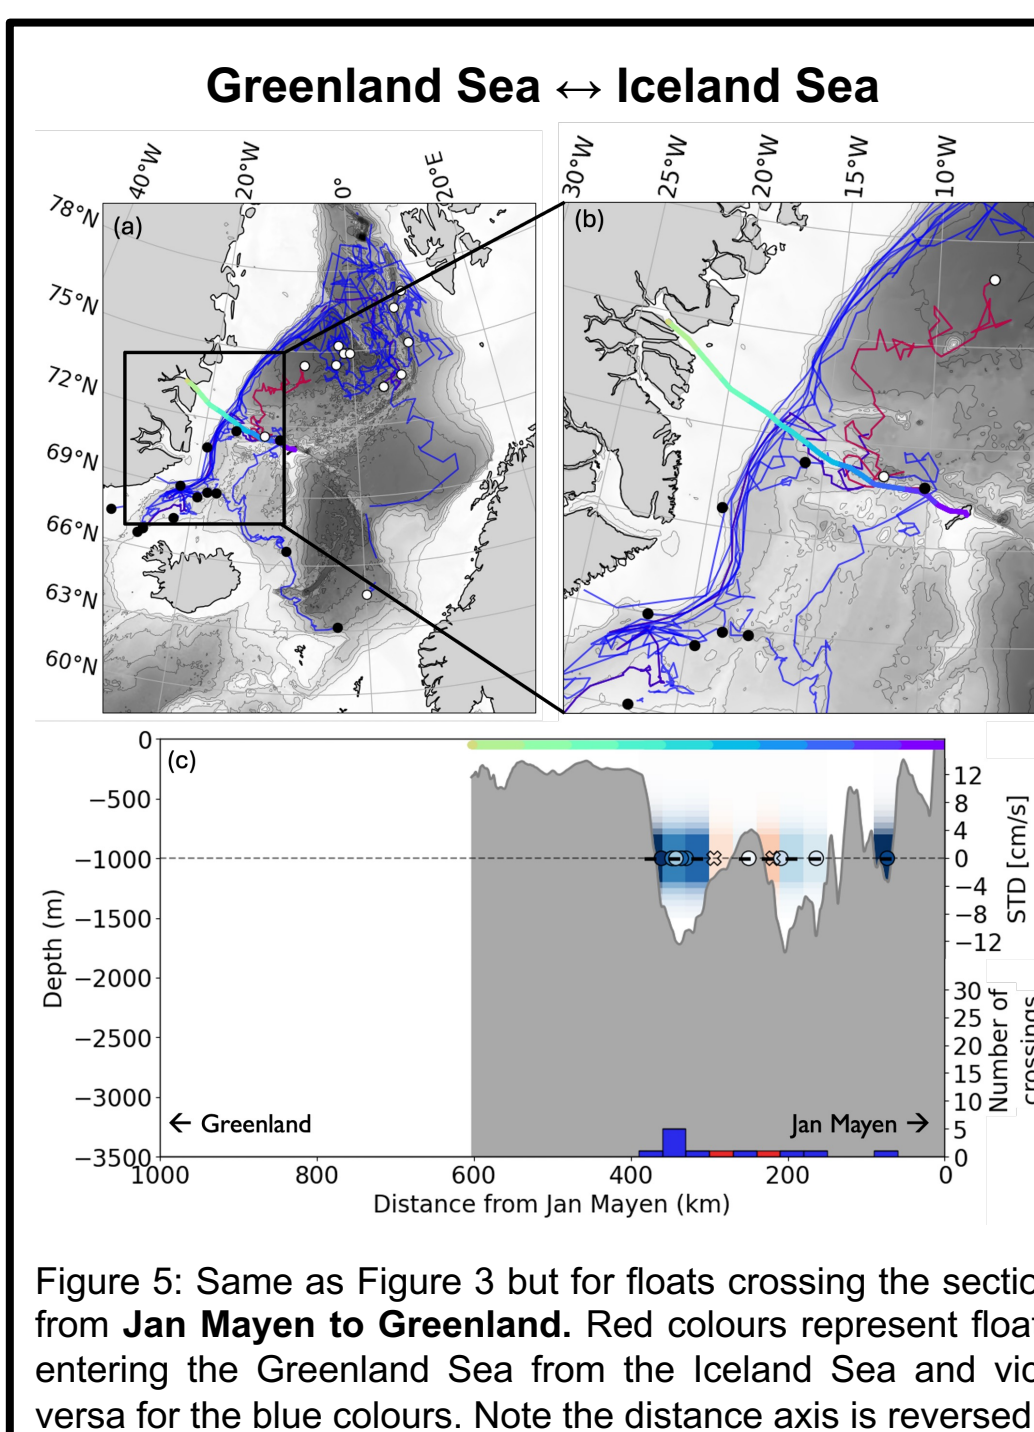 Greenland Sea ↔ Iceland Sea
40°W 20°W 0° 20°E
30°W 25°W 20°W 15°W 10°W
78°N
75°N
72°N
69°N
66°N
63°N
60°N
(a)
(b)
(c)
0
−500
−1000
−1500
−2000
−2500
−3000
−3500
Depth (m)
12
8
4
0
−4
−8
−12
STD [cm/s]
30
25
20
15
10
5
0
Number of
crossings
← Greenland
Jan Mayen →
1000 800 600 400 200 0
Distance from Jan Mayen (km)
Figure 5: Same as Figure 3 but for floats crossing the sectio
from Jan Mayen to Greenland. Red colours represent float
entering the Greenland Sea from the Iceland Sea and vic
versa for the blue colours. Note the distance axis is reversed